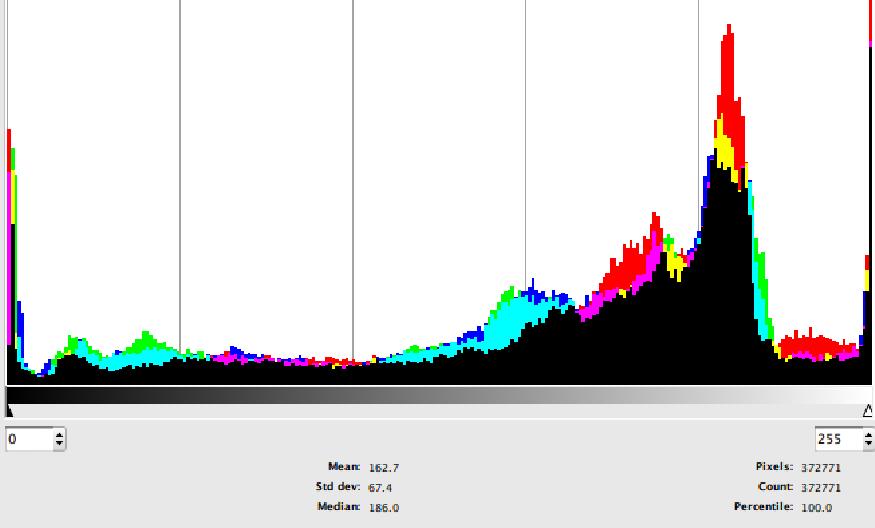 0
255
Mean: 162.7
Pixels: 372771
Std dev: 67.4
Count: 372771
Median: 186.0
Percentile: 100.0